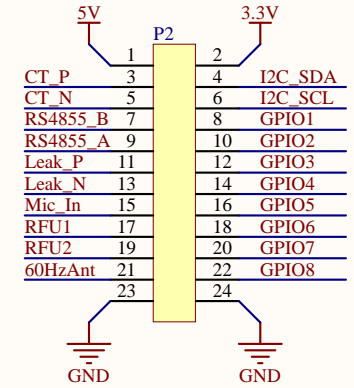 5V 3.3V
P2
1 2
CT_P 3 4 I2C_SDA
CT_N 5 6 I2C_SCL
RS4855_B 7 8 GPIO1
RS4855_A 9 10 GPIO2
Leak_P 11 12 GPIO3
Leak_N 13 14 GPIO4
Mic_In 15 16 GPIO5
RFU1 17 18 GPIO6
RFU2 19 20 GPIO7
60HzAnt 21 22 GPIO8
23 24
GND GND